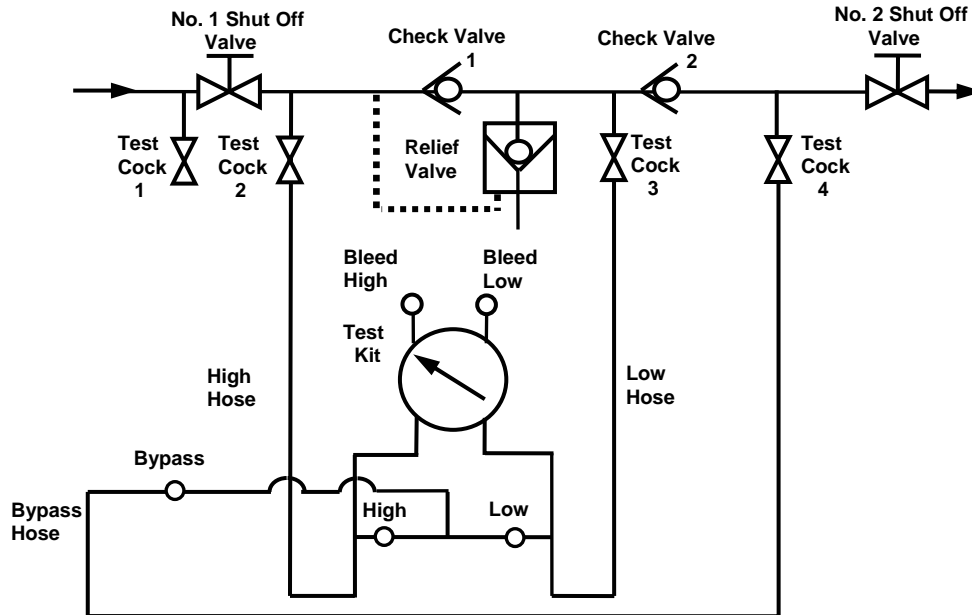 No. 1 Shut Off
Valve
Check Valve
1
Check Valve
2
No. 2 Shut Off
Valve
Test
Cock
1
Test
Cock
2
Relief
Valve
Test
Cock
3
Test
Cock
4
Bleed
High
Bleed
Low
Test
Kit
High
Hose
Low
Hose
Bypass
Bypass
Hose
High
Low